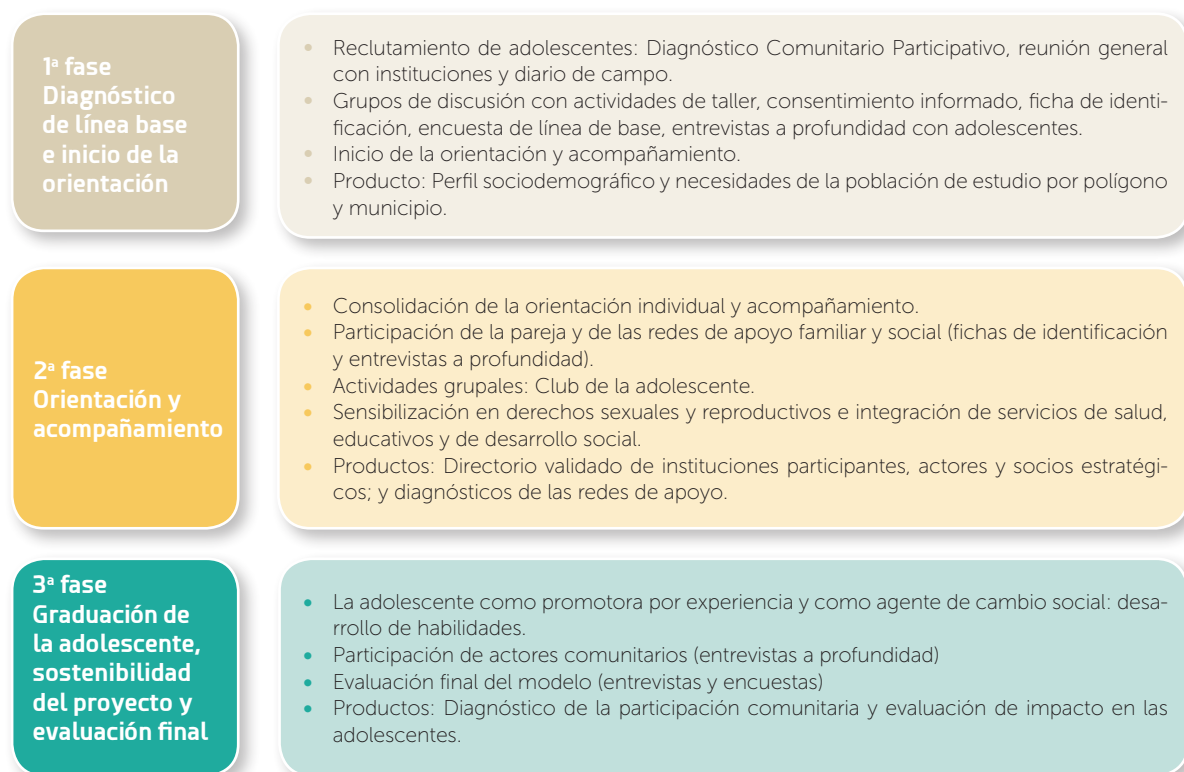 1ª fase
Diagnóstico
de línea base
e inicio de la
orientación
• Reclutamiento de adolescentes: Diagnóstico Comunitario Participativo, reunión general
con instituciones y diario de campo.
• Grupos de discusión con actividades de taller, consentimiento informado, ficha de identi-
ficación, encuesta de línea de base, entrevistas a profundidad con adolescentes.
• Inicio de la orientación y acompañamiento.
• Producto: Perfil sociodemográfico y necesidades de la población de estudio por polígono
y municipio.
2ª fase
Orientación y
acompañamiento
• Consolidación de la orientación individual y acompañamiento.
• Participación de la pareja y de las redes de apoyo familiar y social (fichas de identificación
y entrevistas a profundidad).
• Actividades grupales: Club de la adolescente.
• Sensibilización en derechos sexuales y reproductivos e integración de servicios de salud,
educativos y de desarrollo social.
• Productos: Directorio validado de instituciones participantes, actores y socios estratégi-
cos; y diagnósticos de las redes de apoyo.
3ª fase
Graduación de
la adolescente,
sostenibilidad
del proyecto y
evaluación final
• La adolescente como promotora por experiencia y como agente de cambio social: desa-
rrollo de habilidades.
• Participación de actores comunitarios (entrevistas a profundidad)
• Evaluación final del modelo (entrevistas y encuestas)
• Productos: Diagnóstico de la participación comunitaria y evaluación de impacto en las
adolescentes.